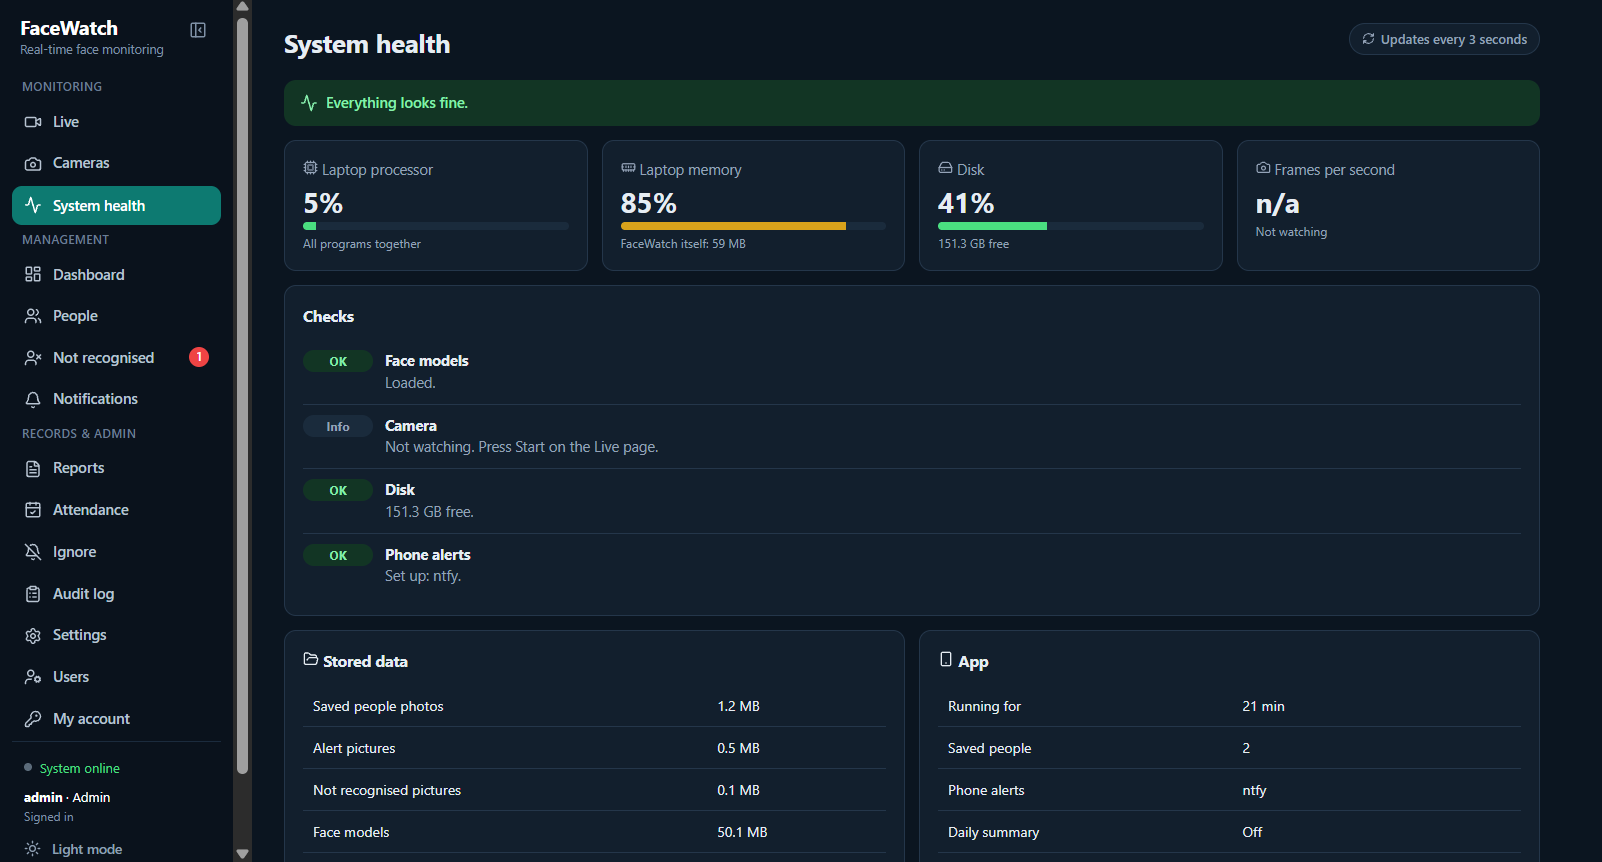 FaceWatch
Real-time face monitoring
MONITORING
Live
Cameras
System health
MANAGEMENT
Dashboard
People
Not recognised 1
Notifications
RECORDS & ADMIN
Reports
Attendance
Ignore
Audit log
Settings
Users
My account
System online
admin · Admin
Signed in
Light mode
System health
Updates every 3 seconds
Everything looks fine.
Laptop processor
5%
All programs together
Laptop memory
85%
FaceWatch itself: 59 MB
Disk
41%
151.3 GB free
Frames per second
n/a
Not watching
Checks
OK Face models
Loaded.
Info Camera
Not watching. Press Start on the Live page.
OK Disk
151.3 GB free.
OK Phone alerts
Set up: ntfy.
Stored data
Saved people photos 1.2 MB
Alert pictures 0.5 MB
Not recognised pictures 0.1 MB
Face models 50.1 MB
App
Running for 21 min
Saved people 2
Phone alerts ntfy
Daily summary Off